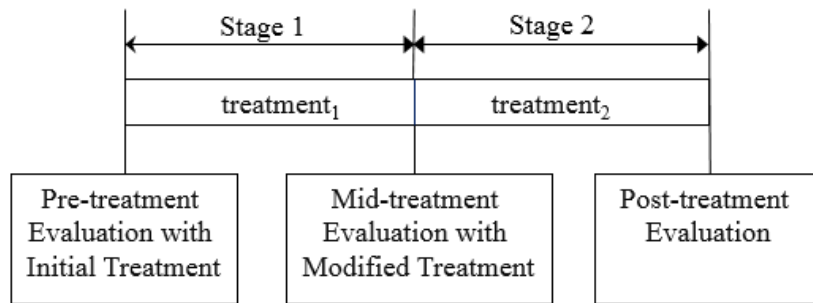 Stage 1
Stage 2
treatment₁
treatment₂
Pre-treatment
Evaluation with
Initial Treatment
Mid-treatment
Evaluation with
Modified Treatment
Post-treatment
Evaluation